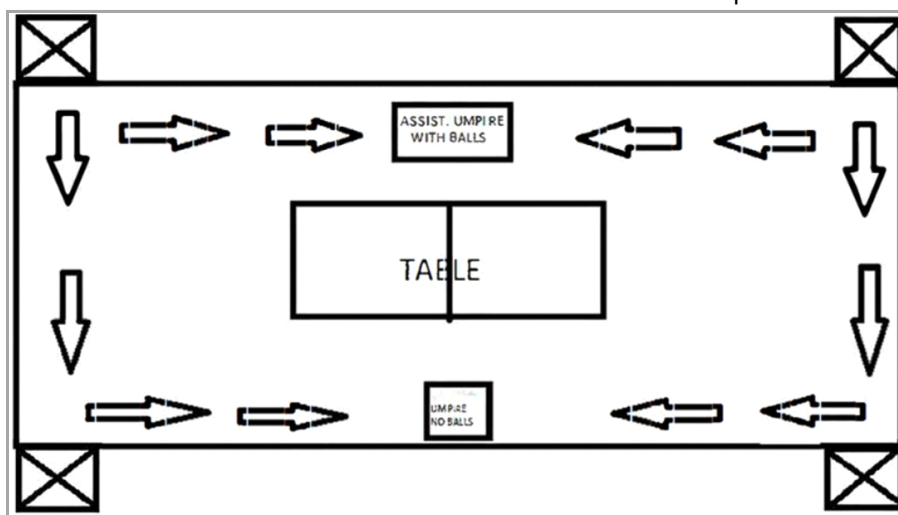 ASSIST. UMPIRE
WITH BALLS
TABLE
UMPIRE
NO BALLS